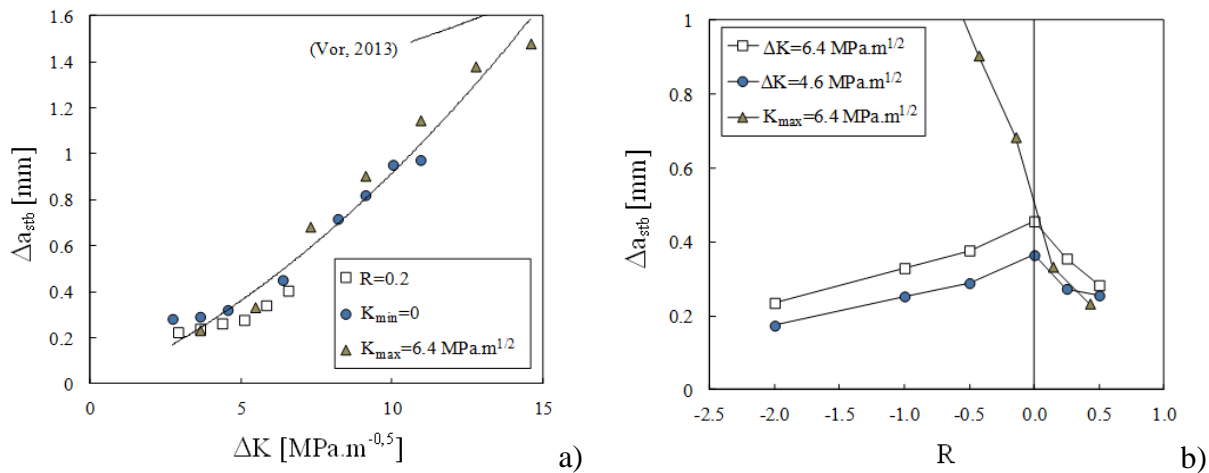 1.6
1.4
1.2
1
0.8
0.6
0.4
0.2
0
Δa_stb [mm]
(Vor, 2013)
R=0.2
K_min=0
K_max=6.4 MPa.m^1/2
0 5 10 15
ΔK [MPa.m^-0,5]
a)
1
0.8
0.6
0.4
0.2
0
Δa_stb [mm]
ΔK=6.4 MPa.m^1/2
ΔK=4.6 MPa.m^1/2
K_max=6.4 MPa.m^1/2
-2.5 -2.0 -1.5 -1.0 -0.5 0.0 0.5 1.0
R
b)